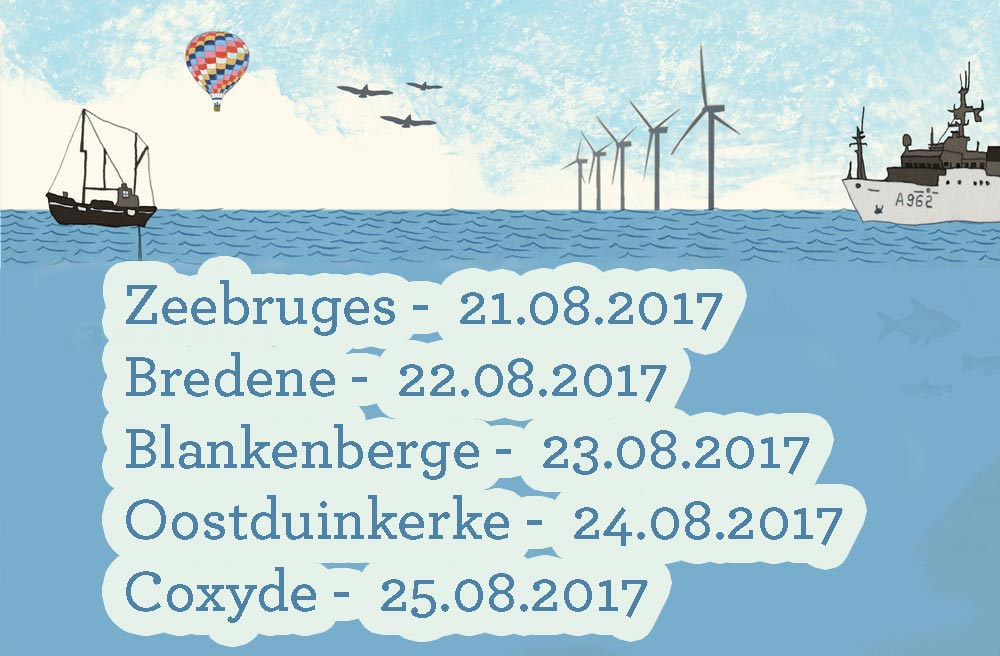 A962
Zeebruges - 21.08.2017
Bredene - 22.08.2017
Blankenberge - 23.08.2017
Oostduinkerke - 24.08.2017
Coxyde - 25.08.2017